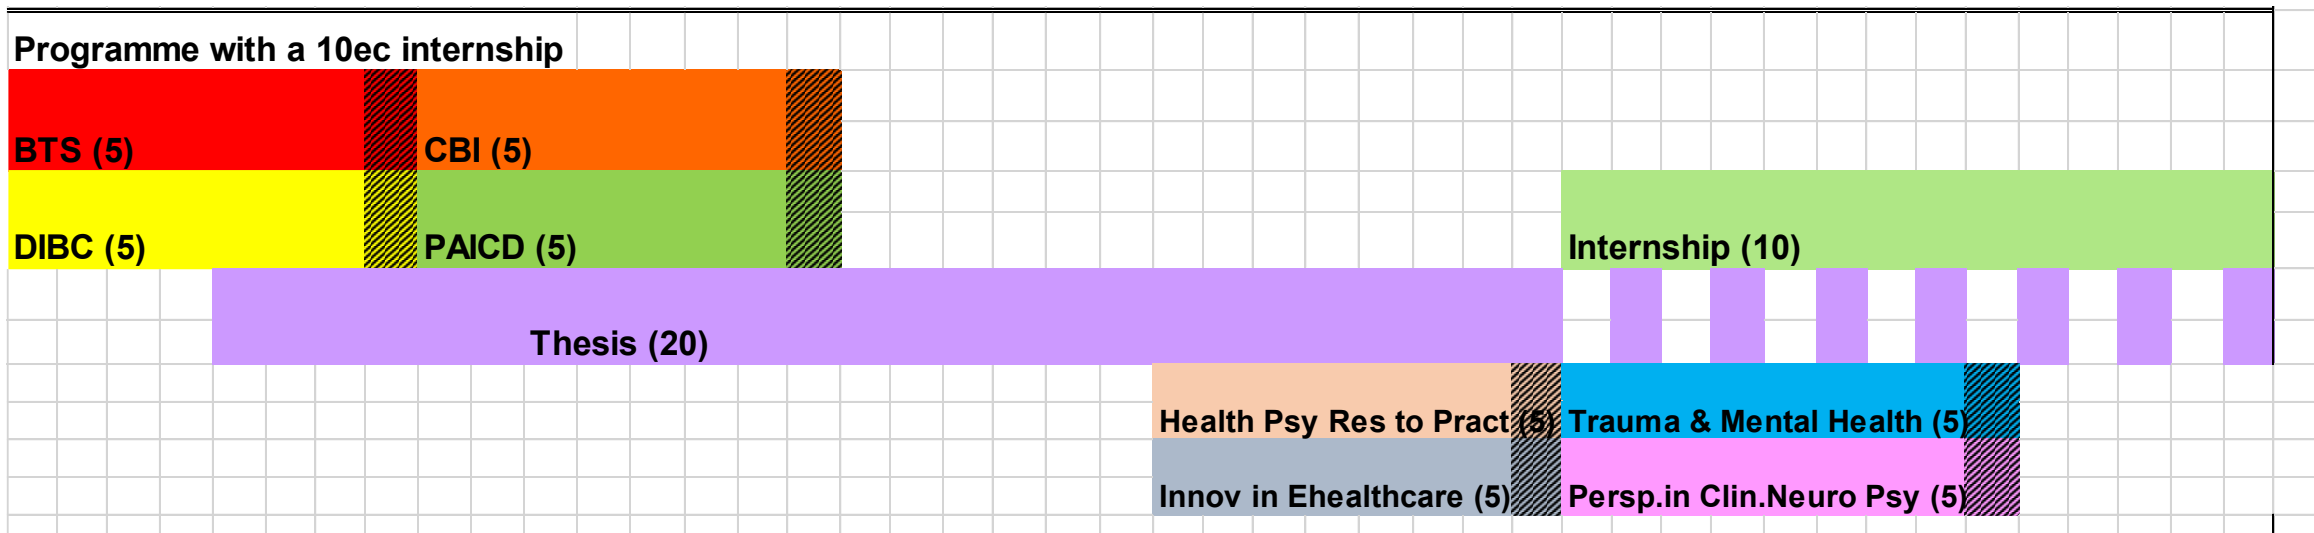 Programme with a 10ec internship
BTS (5)
CBI (5)
DIBC (5)
PAICD (5)
Internship (10)
Thesis (20)
Health Psy Res to Pract (5)
Trauma & Mental Health (5)
Innov in Ehealthcare (5)
Persp.in Clin.Neuro Psy (5)